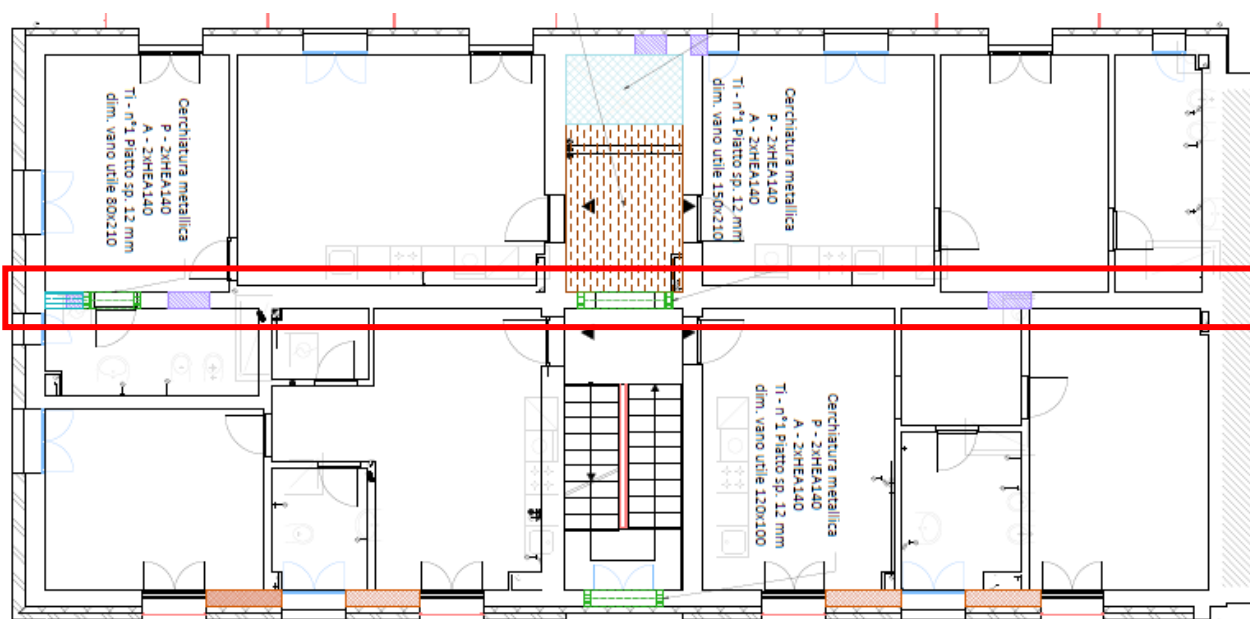 Cerchiatura metallica
P - 2xHEA140
A - 2xHEA140
Ti - n°1 Piatto sp. 12 mm
dim. vano utile 80x210
Cerchiatura metallica
P - 2xHEA140
A - 2xHEA140
Ti - n°1 Piatto sp. 12 mm
dim. vano utile 150x210
Cerchiatura metallica
P - 2xHEA140
A - 2xHEA140
Ti - n°1 Piatto sp. 12 mm
dim. vano utile 120x100